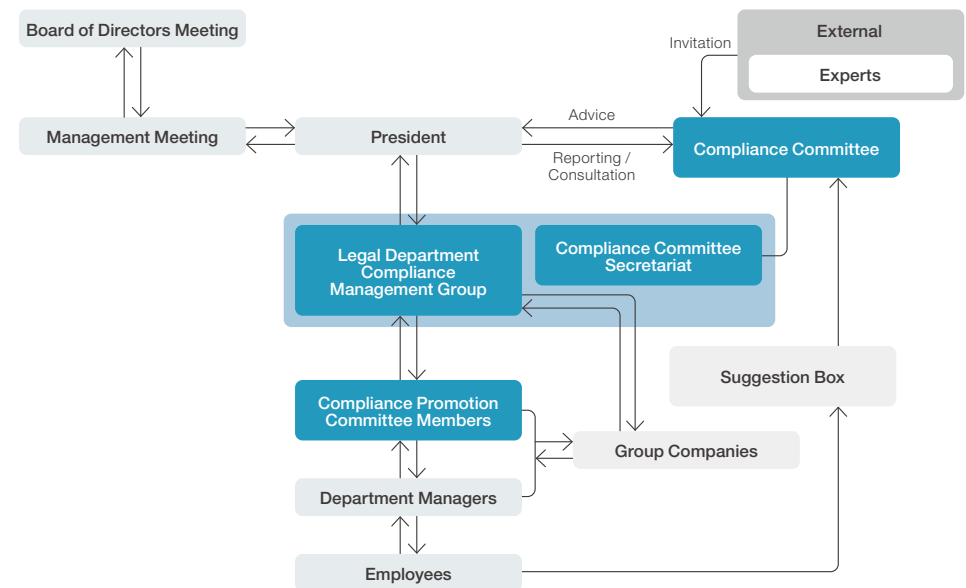 Board of Directors Meeting
External
Invitation
Experts
Management Meeting
President
Advice
Reporting /
Consultation
Compliance Committee
Legal Department
Compliance
Management Group
Compliance Committee
Secretariat
Suggestion Box
Compliance Promotion
Committee Members
Group Companies
Department Managers
Employees